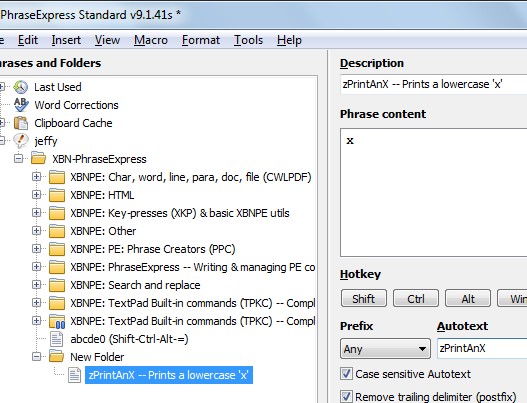 PhraseExpress Standard v9.1.41s *
e Edit Insert View Macro Format Tools Help
hrases and Folders
Last Used
Word Corrections
Clipboard Cache
jeffy
XBN-PhraseExpress
XBNPE: Char, word, line, para, doc, file (CWLPDF)
XBNPE: HTML
XBNPE: Key-presses (XKP) & basic XBNPE utils
XBNPE: Other
XBNPE: PE: Phrase Creators (PPC)
XBNPE: PhraseExpress -- Writing & managing PE co
XBNPE: Search and replace
XBNPE: TextPad Built-in commands (TPKC) -- Compl
XBNPE: TextPad Built-in commands (TPKC) -- Compl
abcde0 (Shift-Ctrl-Alt-=)
New Folder
zPrintAnX -- Prints a lowercase 'x'
Description
zPrintAnX -- Prints a lowercase 'x'
Phrase content
x
Hotkey
Shift Ctrl Alt Win
Prefix Autotext
Any zPrintAnX
Case sensitive Autotext
Remove trailing delimiter (postfix)